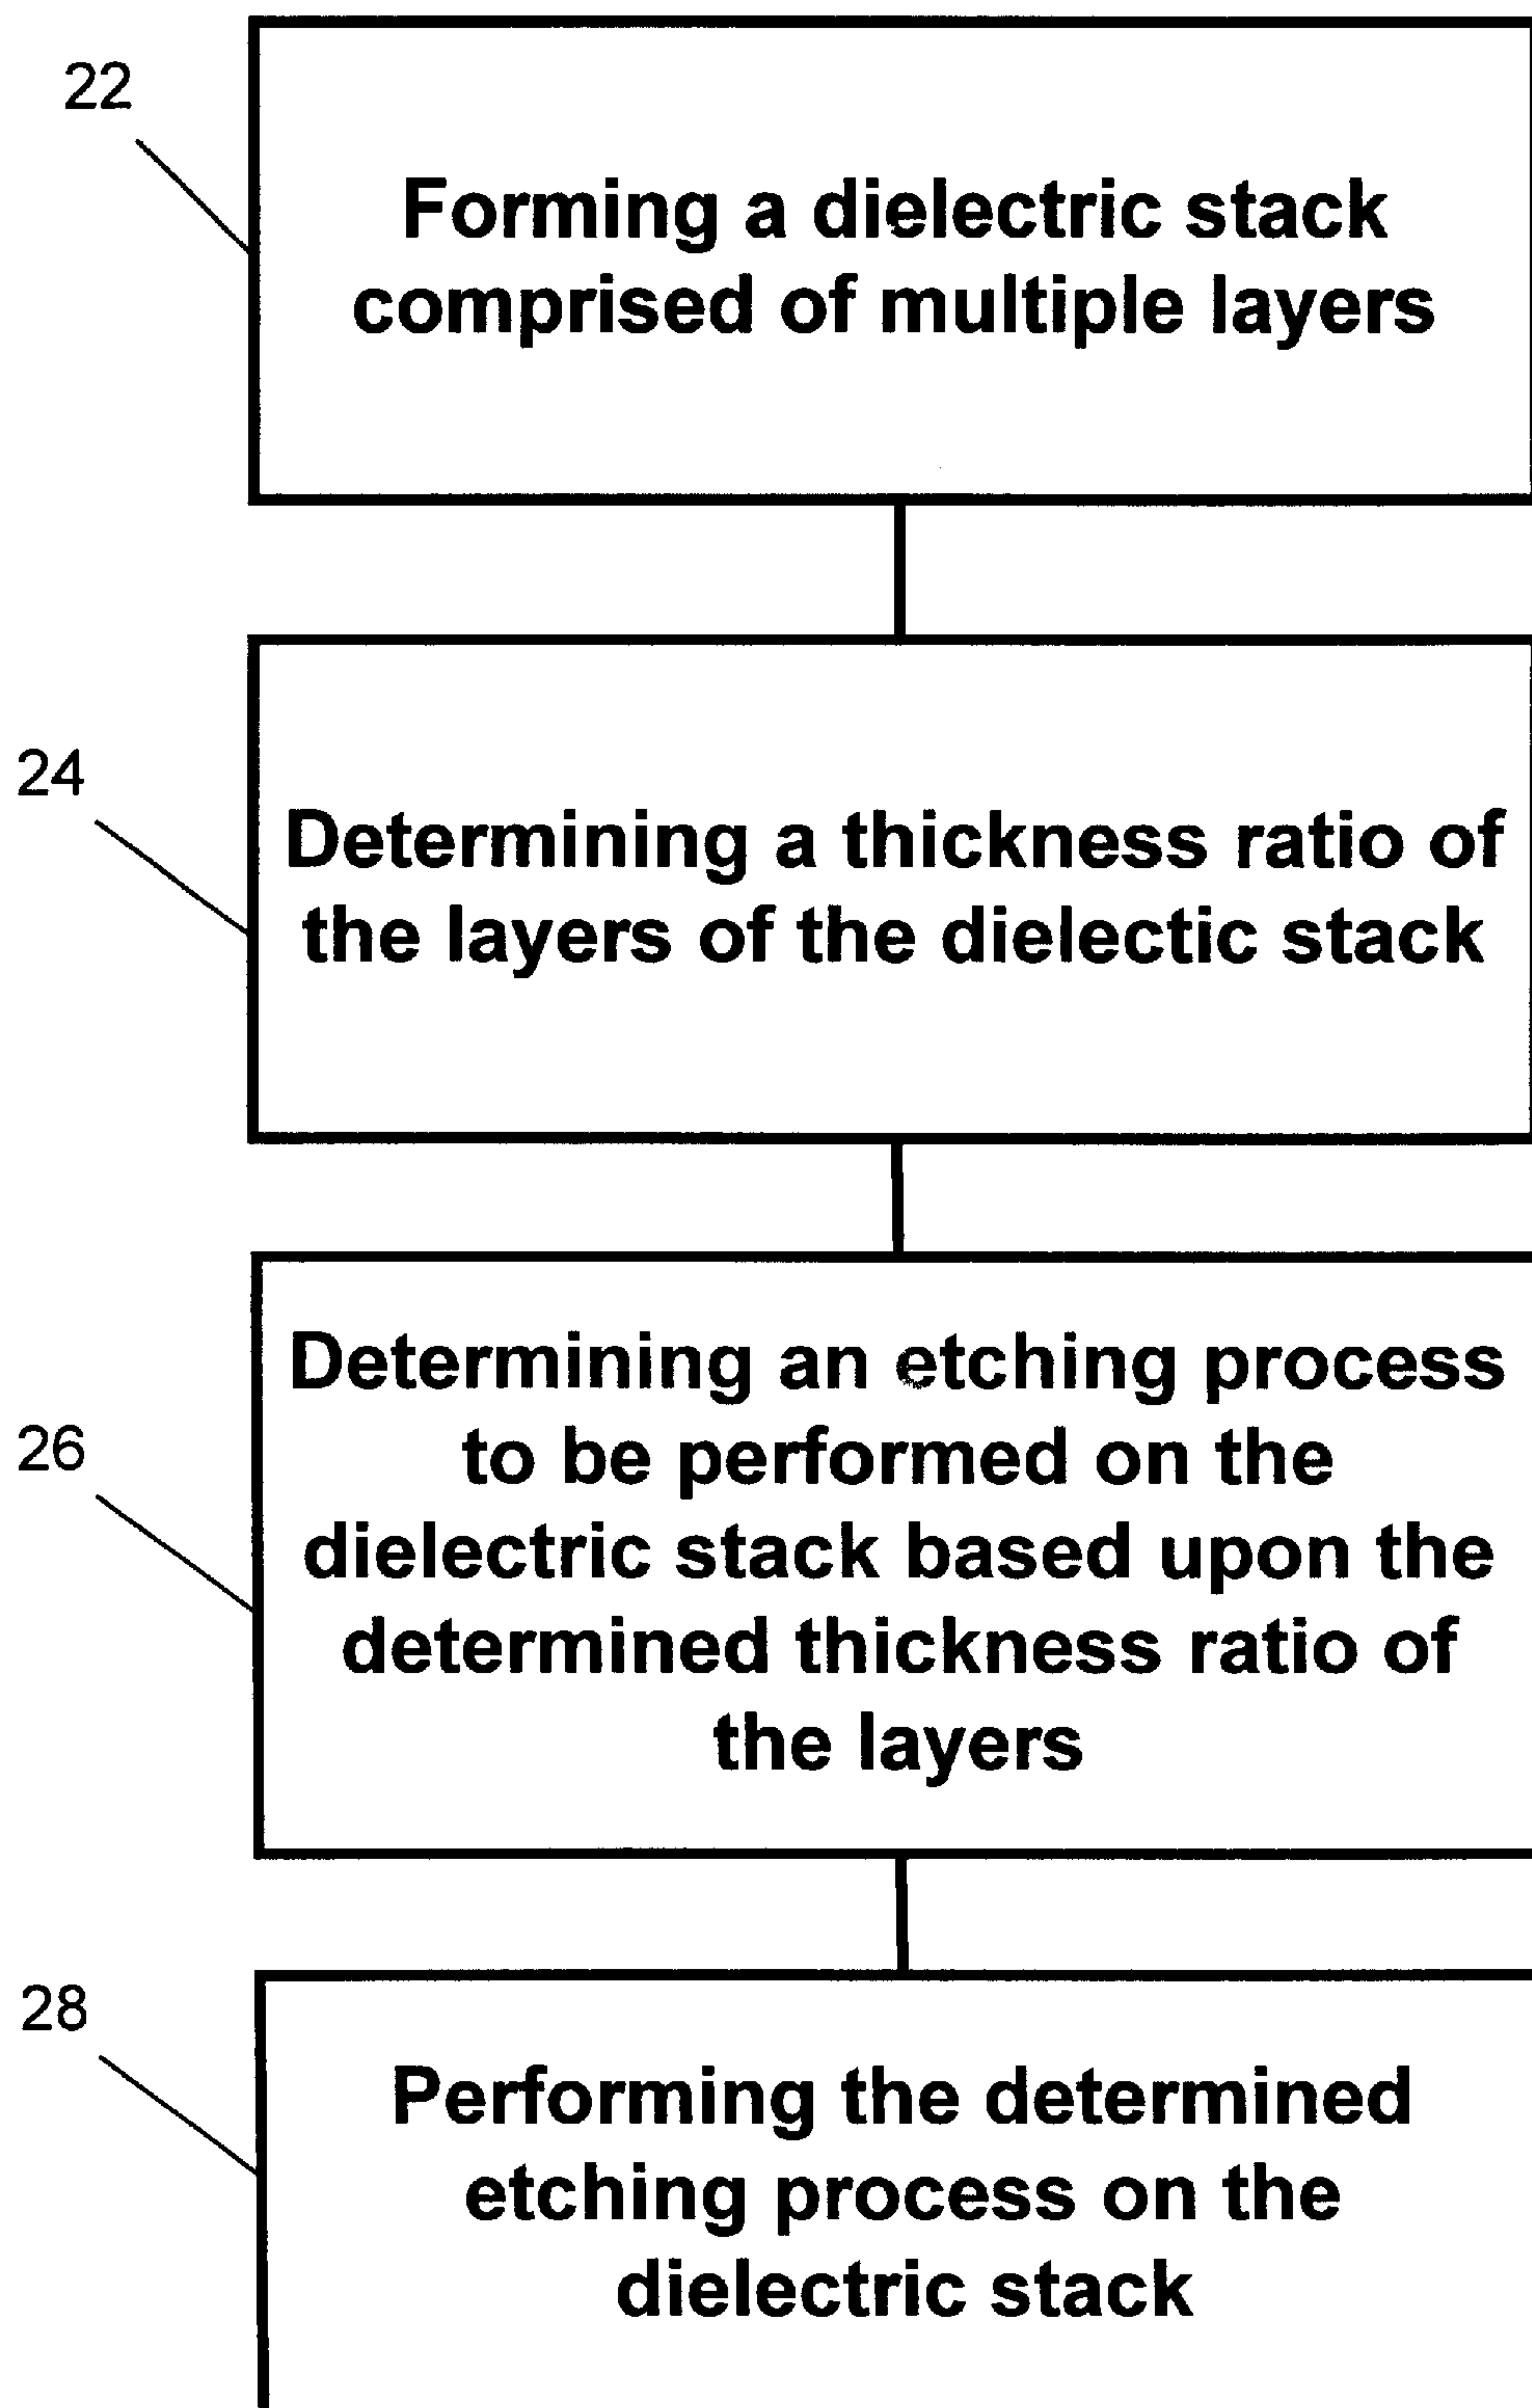 22
Forming a dielectric stack
comprised of multiple layers
24
Determining a thickness ratio of
the layers of the dielectic stack
26
Determining an etching process
to be performed on the
dielectric stack based upon the
determined thickness ratio of
the layers
28
Performing the determined
etching process on the
dielectric stack